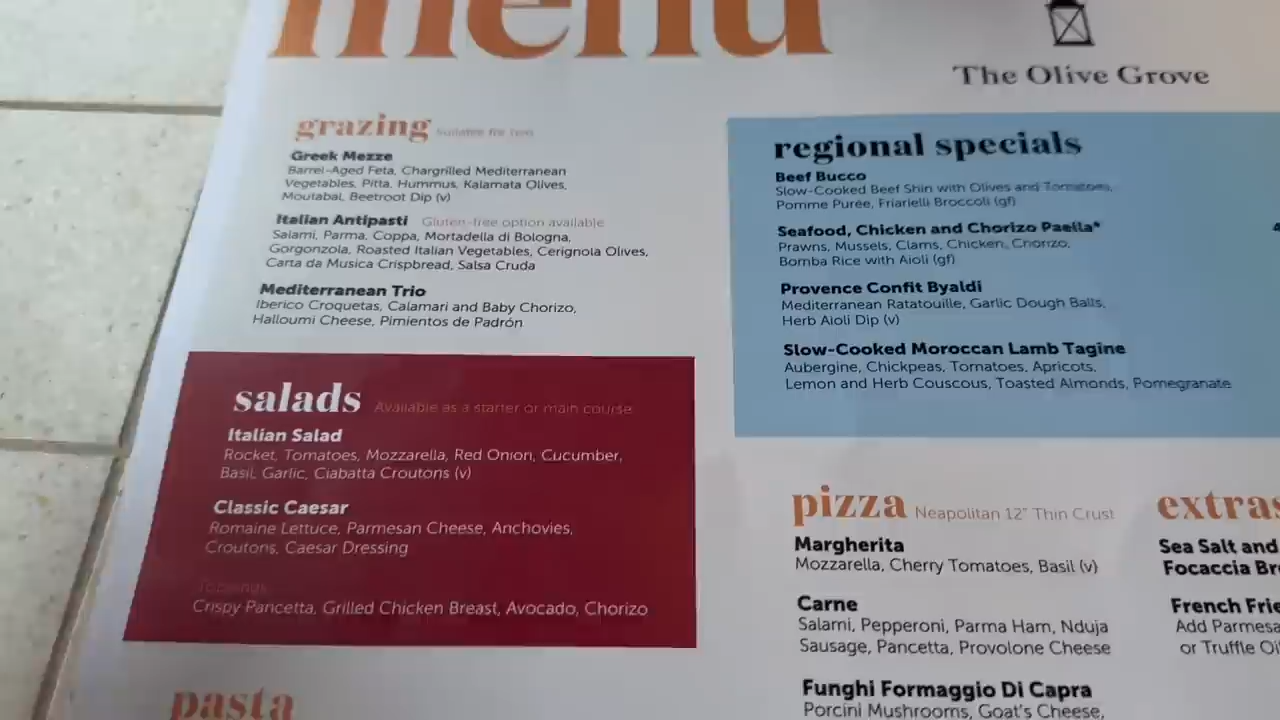 menu
The Olive Grove
grazing Suitable for two
Greek Mezze
Barrel-Aged Feta, Chargrilled Mediterranean
Vegetables, Pitta, Hummus, Kalamata Olives,
Moutabal, Beetroot Dip (v)
Italian Antipasti Gluten-free option available
Salami, Parma, Coppa, Mortadella di Bologna,
Gorgonzola, Roasted Italian Vegetables, Cerignola Olives,
Carta da Musica Crispbread, Salsa Cruda
Mediterranean Trio
Iberico Croquetas, Calamari and Baby Chorizo,
Halloumi Cheese, Pimientos de Padrón
salads Available as a starter or main course
Italian Salad
Rocket, Tomatoes, Mozzarella, Red Onion, Cucumber,
Basil, Garlic, Ciabatta Croutons (v)
Classic Caesar
Romaine Lettuce, Parmesan Cheese, Anchovies,
Croutons, Caesar Dressing
Crispy Pancetta, Grilled Chicken Breast, Avocado, Chorizo
pasta
regional specials
Beef Bucco
Slow-Cooked Beef Shin with Olives and Tomatoes,
Pomme Purée, Friarielli Broccoli (gf)
Seafood, Chicken and Chorizo Paella*
Prawns, Mussels, Clams, Chicken, Chorizo,
Bomba Rice with Aioli (gf)
Provence Confit Byaldi
Mediterranean Ratatouille, Garlic Dough Balls,
Herb Aioli Dip (v)
Slow-Cooked Moroccan Lamb Tagine
Aubergine, Chickpeas, Tomatoes, Apricots,
Lemon and Herb Couscous, Toasted Almonds, Pomegranate
pizza Neapolitan 12" Thin Crust
Margherita
Mozzarella, Cherry Tomatoes, Basil (v)
Carne
Salami, Pepperoni, Parma Ham, Nduja
Sausage, Pancetta, Provolone Cheese
Funghi Formaggio Di Capra
Porcini Mushrooms, Goat's Cheese,
extras
Sea Salt and
Focaccia Br
French Frie
Add Parmesa
or Truffle Oi